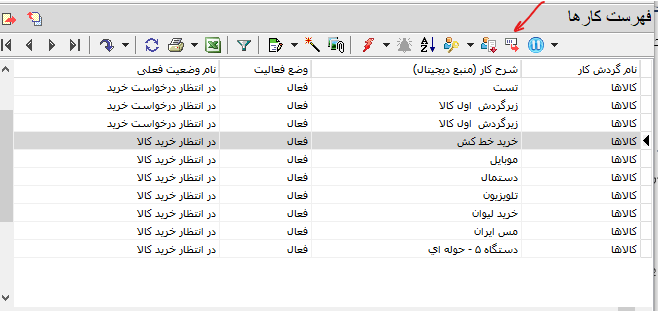 فهرست کارها
نام گردش کار شرح کار (منبع دیجیتال) وضع فعالیت نام وضعیت فعلی
کالاها تست فعال در انتظار درخواست خرید
کالاها زیرگردش اول کالا فعال در انتظار درخواست خرید
کالاها زیرگردش اول کالا فعال در انتظار درخواست خرید
کالاها خرید خط کش فعال در انتظار خرید کالا
کالاها موبایل فعال در انتظار خرید کالا
کالاها دستمال فعال در انتظار خرید کالا
کالاها تلویزیون فعال در انتظار خرید کالا
کالاها خرید لیوان فعال در انتظار خرید کالا
کالاها مس ایران فعال در انتظار خرید کالا
کالاها دستگاه ۵ - حوله اي فعال در انتظار خرید کالا